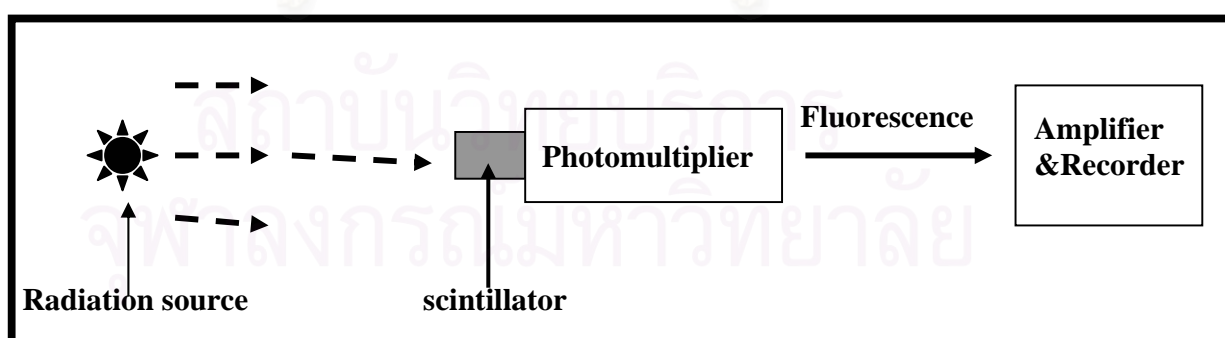 สถาบันวิทยบริการ
จุฬาลงกรณ์มหาวิทยาลัย
Fluorescence
Photomultiplier
Amplifier
&Recorder
Radiation source
scintillator